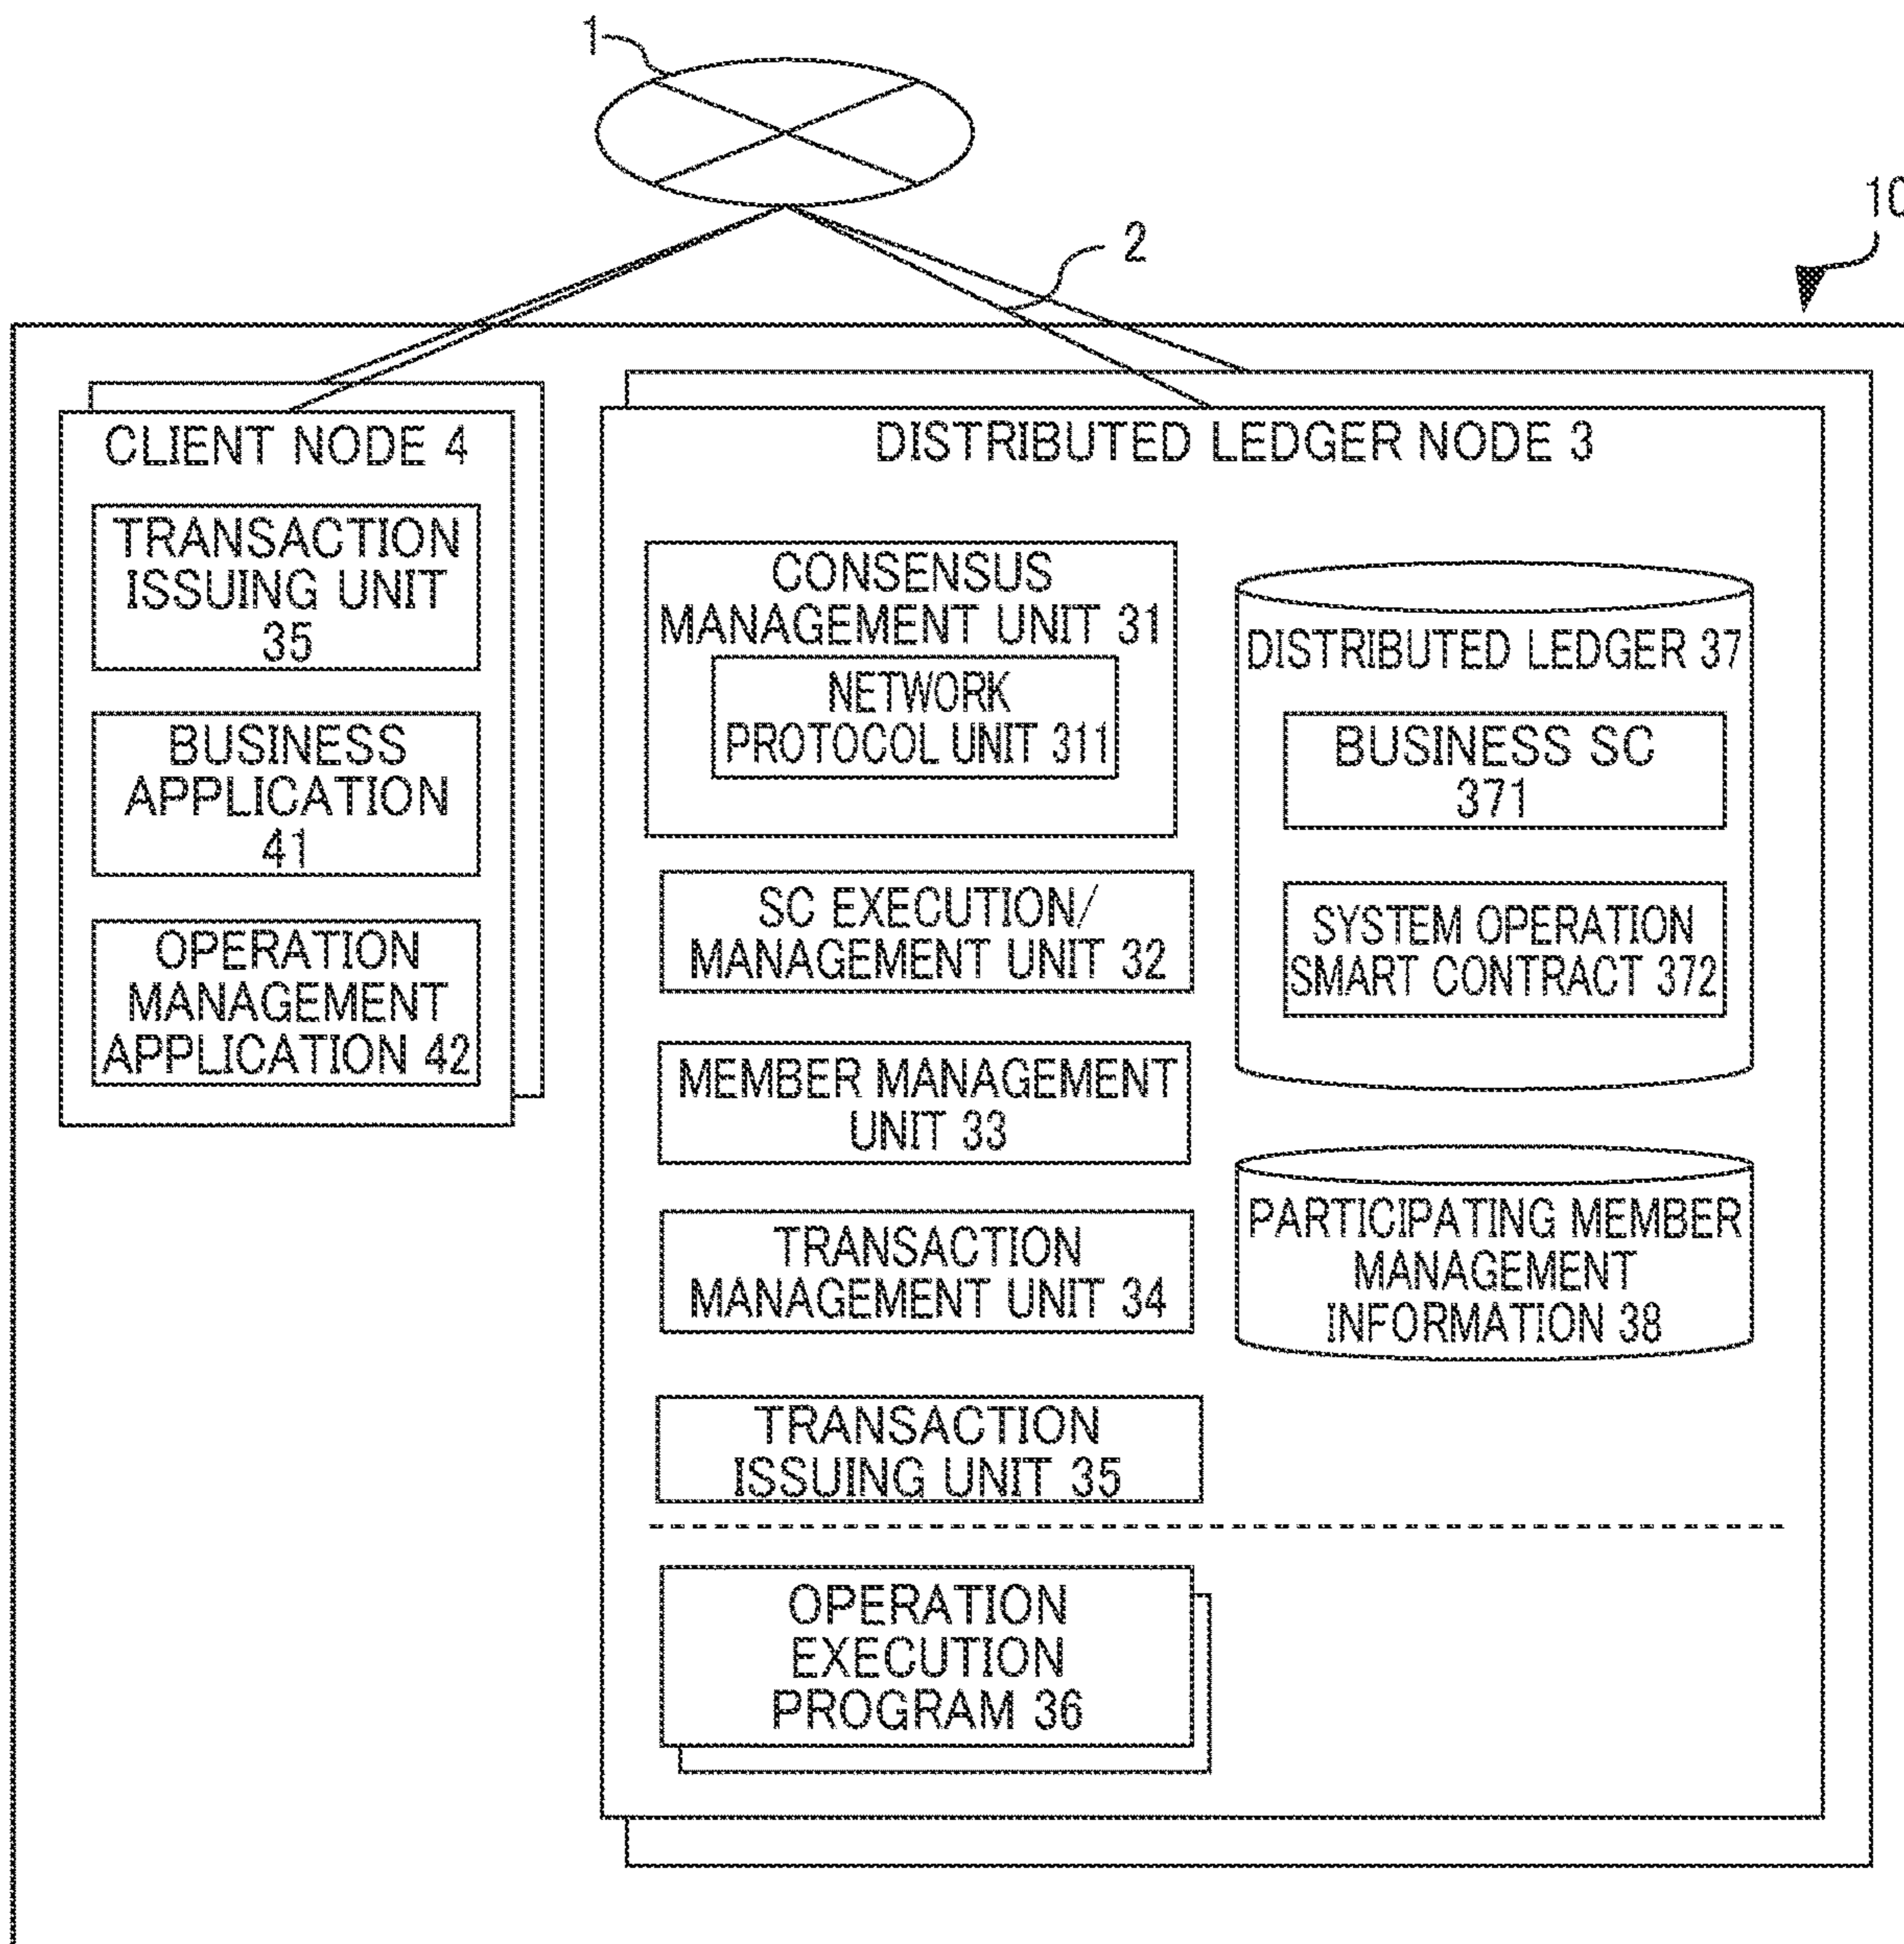 1
10
2
CLIENT NODE 4
TRANSACTION
ISSUING UNIT
35
BUSINESS
APPLICATION
41
OPERATION
MANAGEMENT
APPLICATION 42
DISTRIBUTED LEDGER NODE 3
CONSENSUS
MANAGEMENT UNIT 31
NETWORK
PROTOCOL UNIT 311
SC EXECUTION/
MANAGEMENT UNIT 32
MEMBER MANAGEMENT
UNIT 33
TRANSACTION
MANAGEMENT UNIT 34
TRANSACTION
ISSUING UNIT 35
OPERATION
EXECUTION
PROGRAM 36
DISTRIBUTED LEDGER 37
BUSINESS SC
371
SYSTEM OPERATION
SMART CONTRACT 372
PARTICIPATING MEMBER
MANAGEMENT
INFORMATION 38